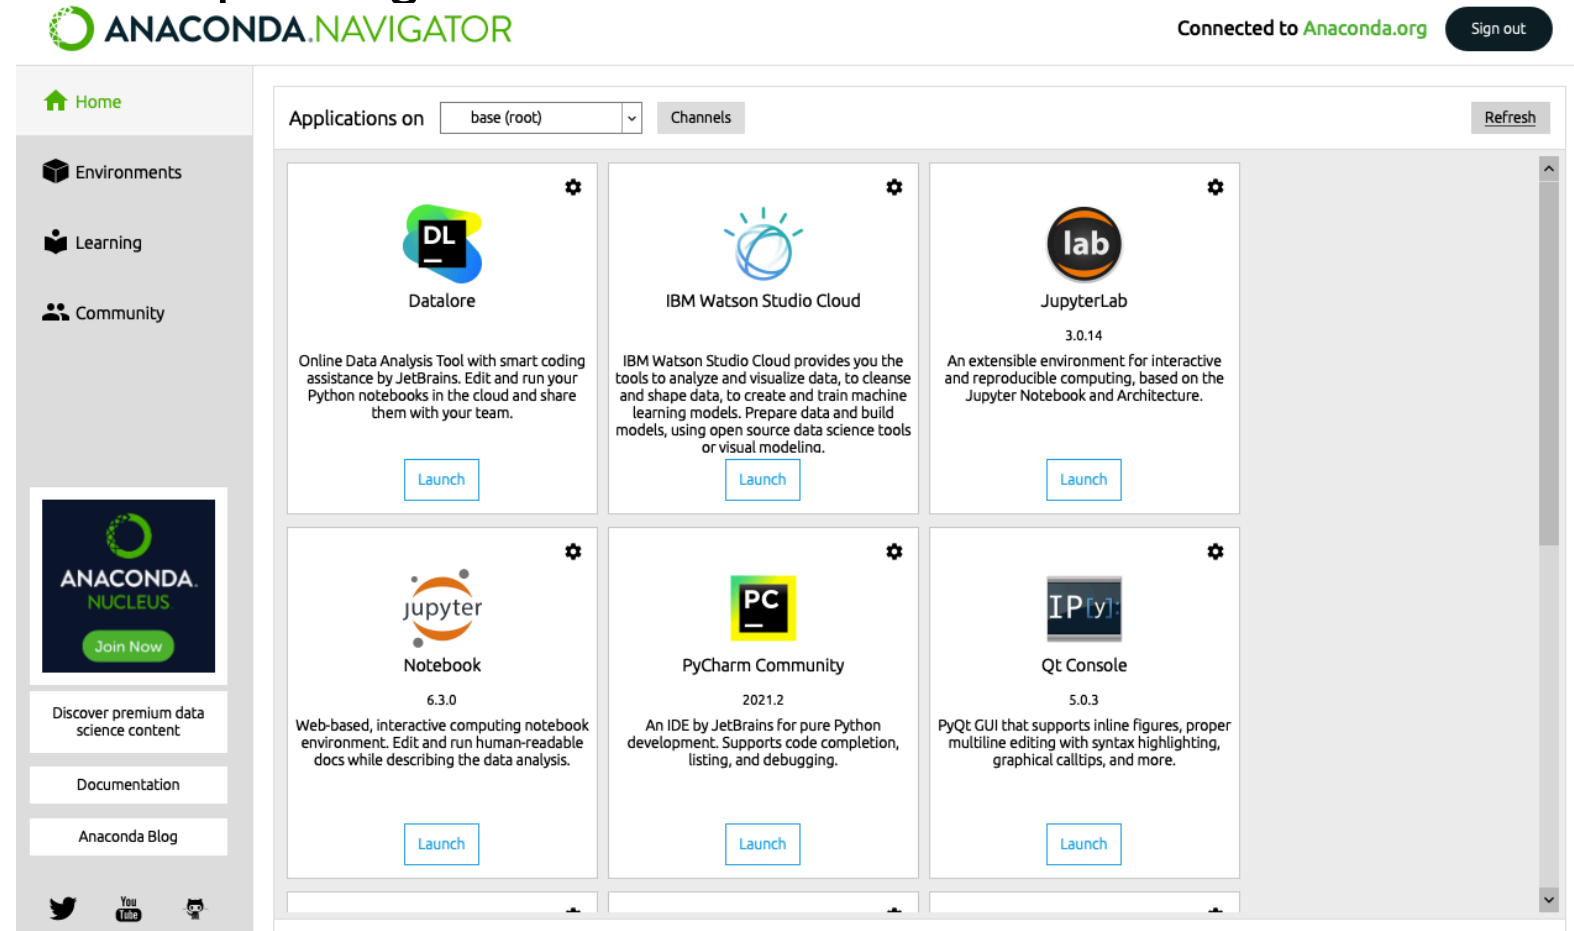 ANACONDA.NAVIGATOR
Connected to Anaconda.org
Sign out
Home
Environments
Learning
Community
Applications on
base (root)
Channels
Refresh
DL
Datalore
Online Data Analysis Tool with smart coding
assistance by JetBrains. Edit and run your
Python notebooks in the cloud and share
them with your team.
Launch
IBM Watson Studio Cloud
IBM Watson Studio Cloud provides you the
tools to analyze and visualize data, to cleanse
and shape data, to create and train machine
learning models. Prepare data and build
models, using open source data science tools
or visual modeling.
Launch
lab
JupyterLab
3.0.14
An extensible environment for interactive
and reproducible computing, based on the
Jupyter Notebook and Architecture.
Launch
jupyter
Notebook
6.3.0
Web-based, interactive computing notebook
environment. Edit and run human-readable
docs while describing the data analysis.
Launch
PC
PyCharm Community
2021.2
An IDE by JetBrains for pure Python
development. Supports code completion,
listing, and debugging.
Launch
IP[y]:
Qt Console
5.0.3
PyQt GUI that supports inline figures, proper
multiline editing with syntax highlighting,
graphical calltips, and more.
Launch
ANACONDA.
NUCLEUS
Join Now
Discover premium data
science content
Documentation
Anaconda Blog
You
Tube